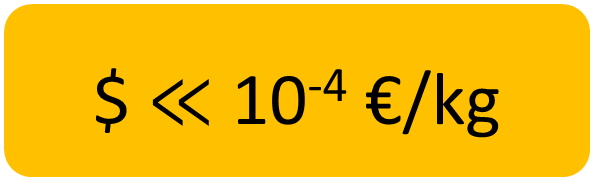 $ ≪ 10⁻⁴ €/kg